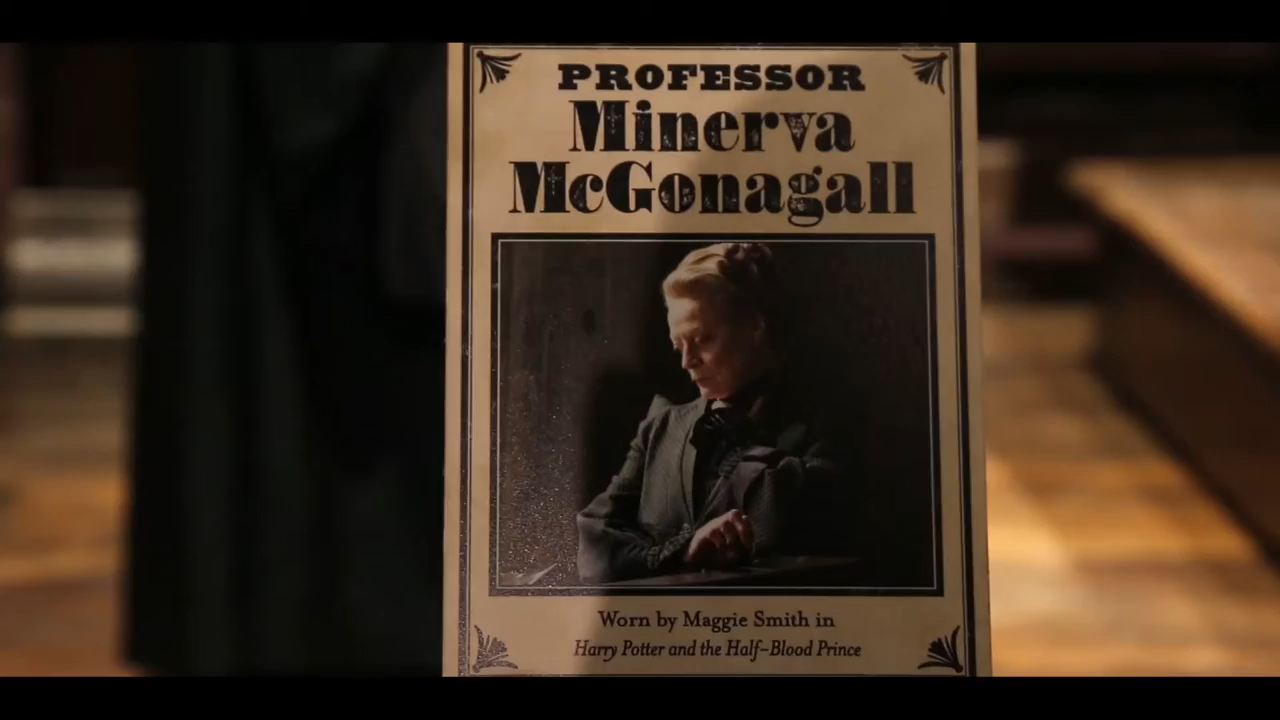 PROFESSOR
Minerva
McGonagall
Worn by Maggie Smith in
Harry Potter and the Half-Blood Prince